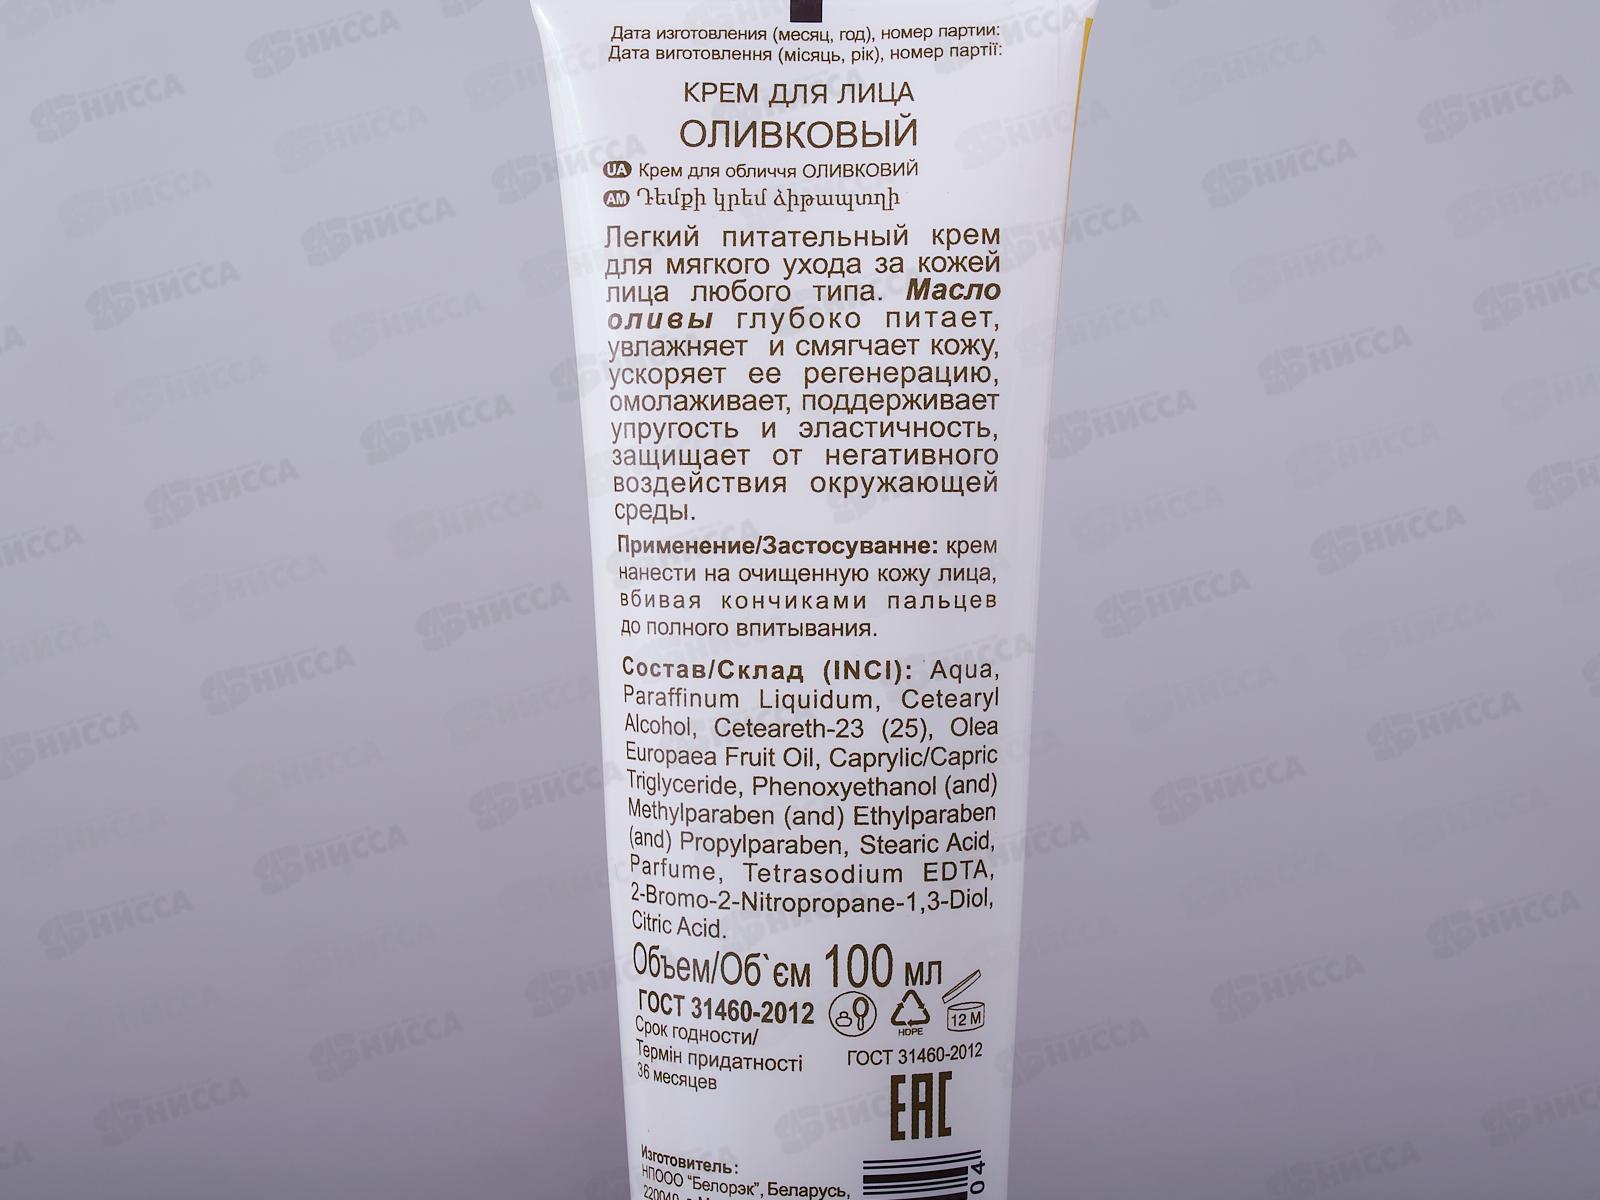 Дата изготовления (месяц, год), номер партии:
Дата виготовлення (місяць, рік), номер партії:
КРЕМ ДЛЯ ЛИЦА
ОЛИВКОВЫЙ
UA Крем для обличчя ОЛИВКОВИЙ
AM Դեմքի կրեմ ձիթապտղի
Легкий питательный крем
для мягкого ухода за кожей
лица любого типа. Масло
оливы глубоко питает,
увлажняет и смягчает кожу,
ускоряет ее регенерацию,
омолаживает, поддерживает
упругость и эластичность,
защищает от негативного
воздействия окружающей
среды.
Применение/Застосуванне: крем
нанести на очищенную кожу лица,
вбивая кончиками пальцев
до полного впитывания.
Состав/Склад (INCI): Aqua,
Paraffinum Liquidum, Cetearyl
Alcohol, Ceteareth-23 (25), Olea
Europaea Fruit Oil, Caprylic/Capric
Triglyceride, Phenoxyethanol (and)
Methylparaben (and) Ethylparaben
(and) Propylparaben, Stearic Acid,
Parfume, Tetrasodium EDTA,
2-Bromo-2-Nitropropane-1,3-Diol,
Citric Acid.
Объем/Об`єм 100 мл
ГОСТ 31460-2012
HDPE
12 М
Срок годности/
Термін придатності
36 месяцев
ГОСТ 31460-2012
EAC
Изготовитель:
НПООО "Белорэк", Беларусь,
220040, г.
04
НИССА